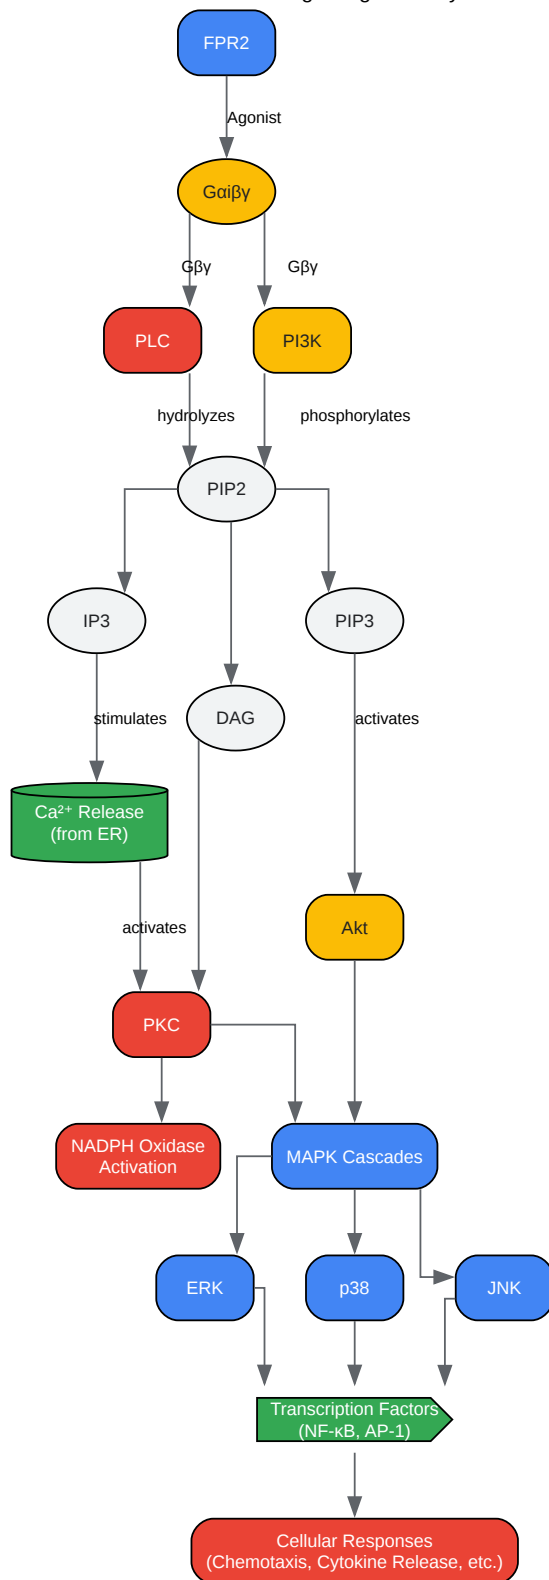 FPR2
Agonist
Gαiβγ
Gβγ
Gβγ
PLC
PI3K
hydrolyzes
phosphorylates
PIP2
IP3
PIP3
stimulates
DAG
activates
Ca²⁺ Release
(from ER)
activates
Akt
PKC
NADPH Oxidase
Activation
MAPK Cascades
ERK
p38
JNK
Transcription Factors
(NF-κB, AP-1)
Cellular Responses
(Chemotaxis, Cytokine Release, etc.)